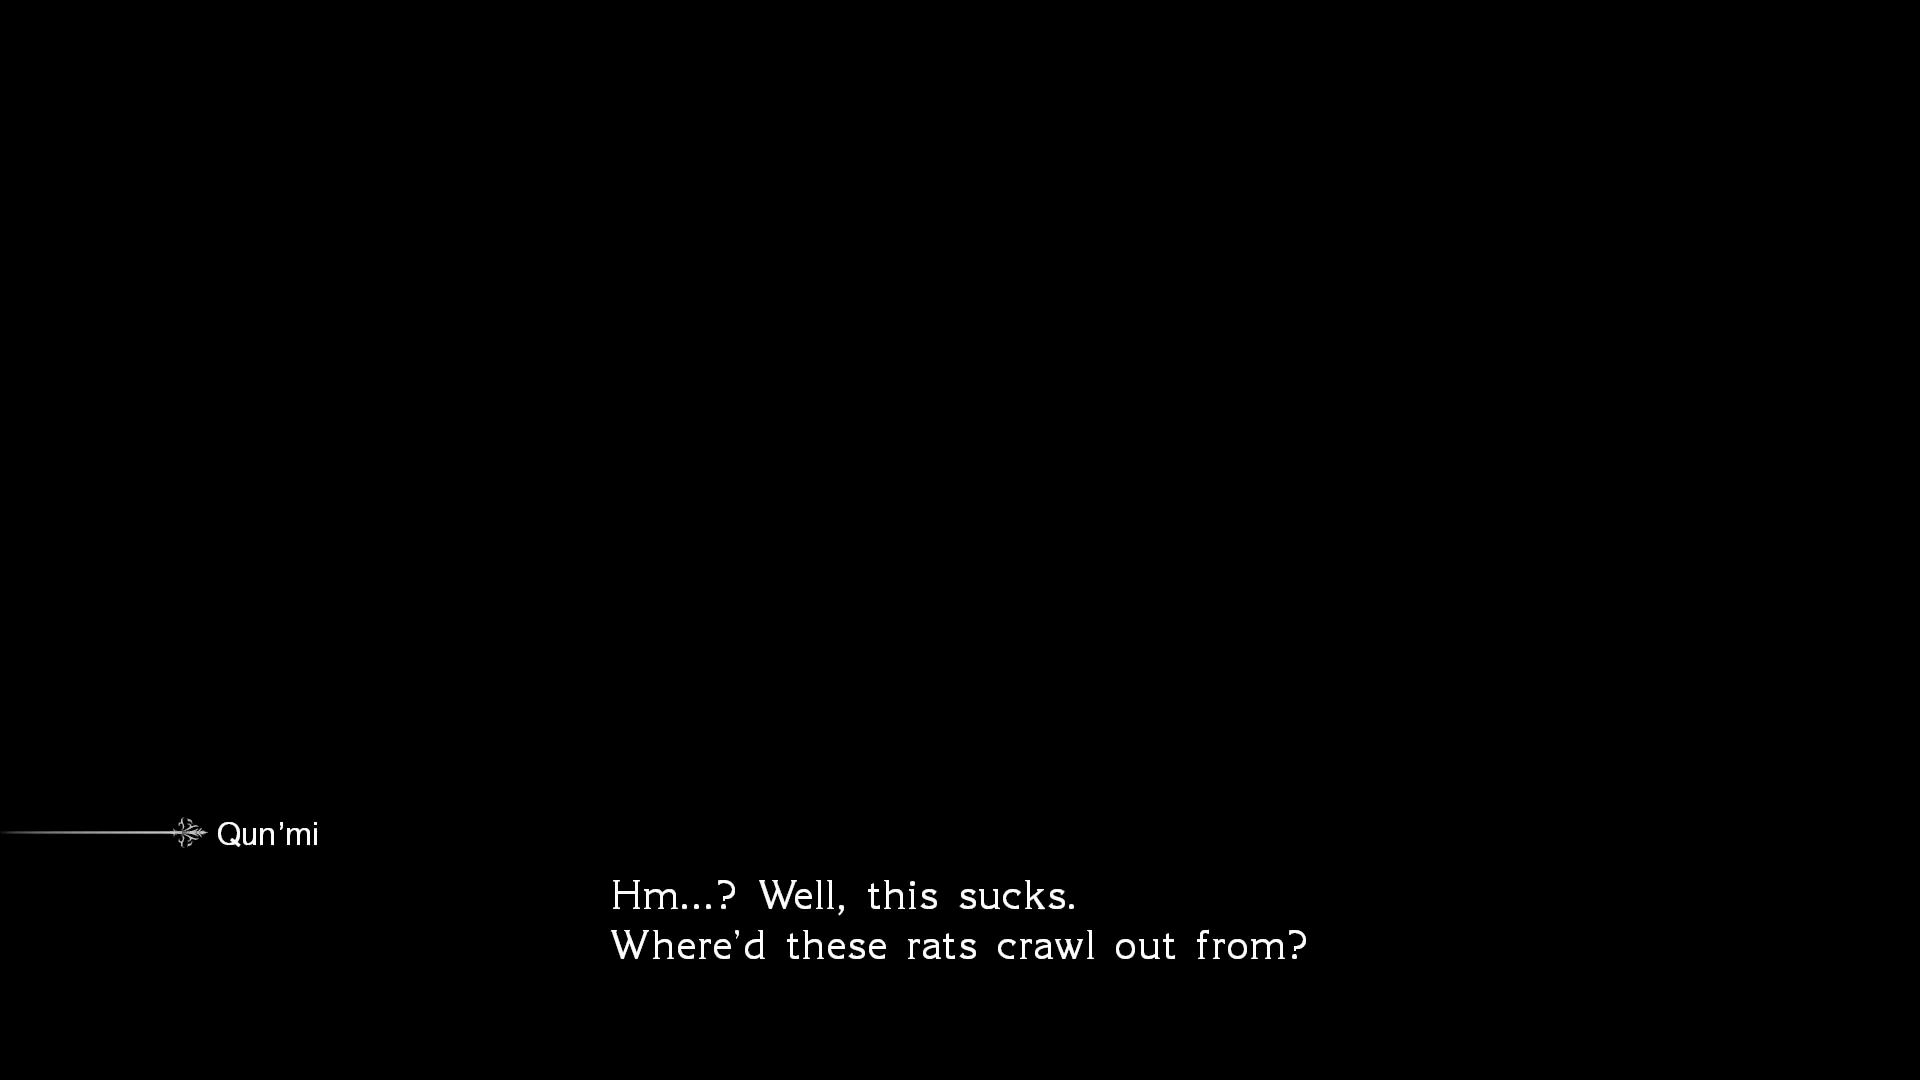 Qun’mi
Hm...? Well, this sucks.
Where’d these rats crawl out from?